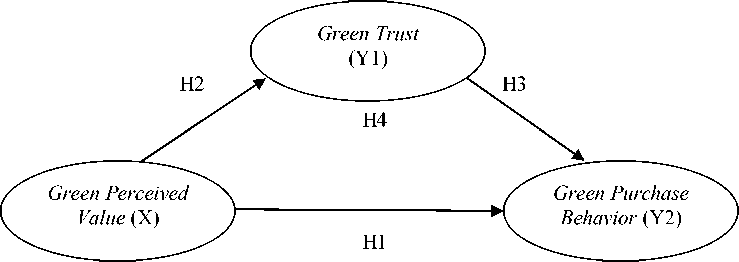 Green Trust
(Y1)
H2
H3
H4
Green Perceived
Value (X)
Green Purchase
Behavior (Y2)
H1